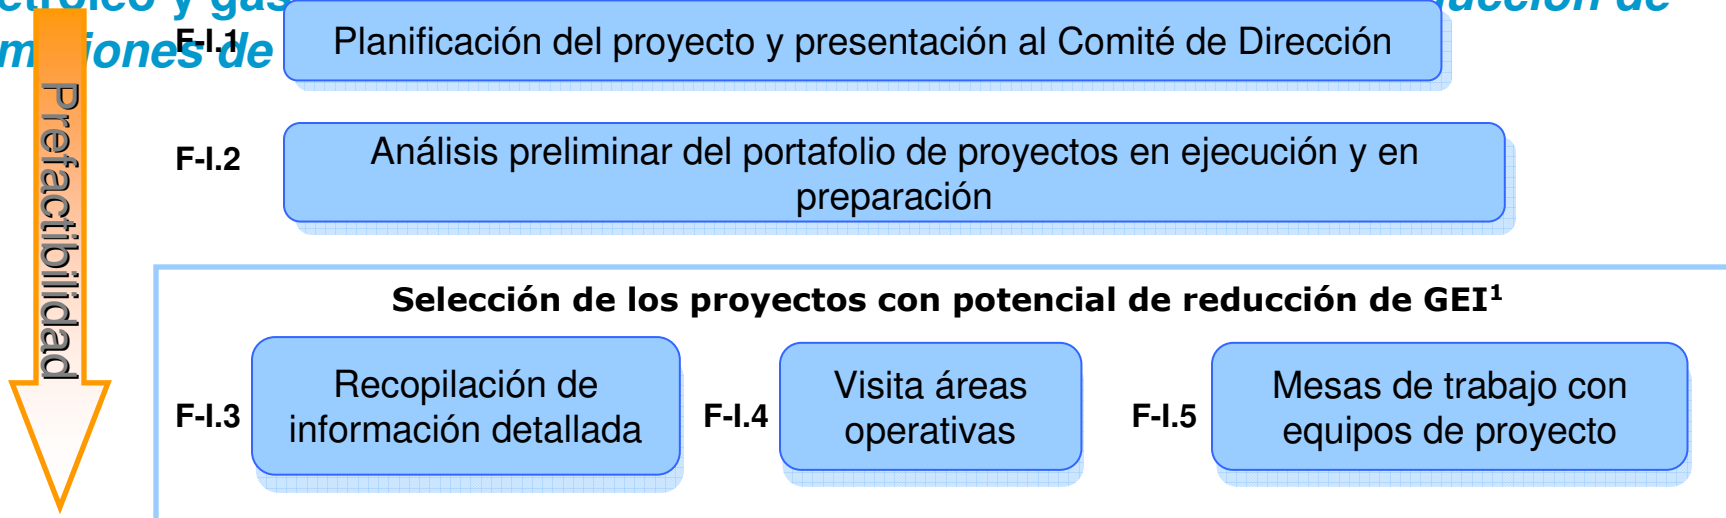 F-I.1
Planificación del proyecto y presentación al Comité de Dirección
Prefactibilidad
F-I.2
Análisis preliminar del portafolio de proyectos en ejecución y en
preparación
Selección de los proyectos con potencial de reducción de GEI¹
F-I.3
Recopilación de
información detallada
F-I.4
Visita áreas
operativas
F-I.5
Mesas de trabajo con
equipos de proyecto